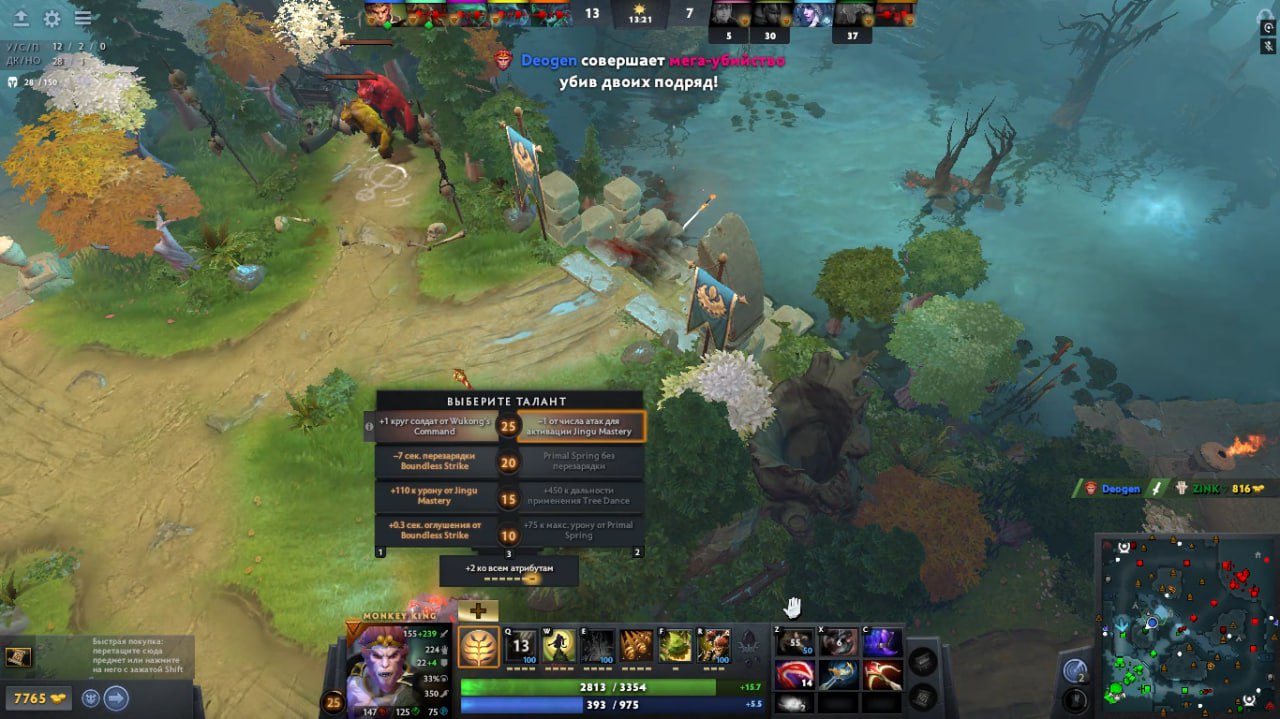 У/С/П 12 / 2 / 0
ДК/НО 28 / 1
28 / 150
13
13:21
7
5
30
37
Deogen совершает мега-убийство
убив двоих подряд!
ВЫБЕРИТЕ ТАЛАНТ
+1 круг солдат от Wukong's
Command
25
−1 от числа атак для
активации Jingu Mastery
−7 сек. перезарядки
Boundless Strike
20
Primal Spring без
перезарядки
+110 к урону от Jingu
Mastery
15
+450 к дальности
применения Tree Dance
+0.3 сек. оглушения от
Boundless Strike
10
+75 к макс. урону от Primal
Spring
1
3
2
+2 ко всем атрибутам
Deogen
ZINK
816
Быстрая покупка:
перетащите сюда
предмет или нажмите
на него с зажатой Shift
7765
MONKEY KING
155+239
224
22+4
33%
350
25
147
125
75
Q
13
100
W
E
100
F
R
100
2813 / 3354
+15.7
393 / 975
+5.5
Z
50
X
C
14
2
2